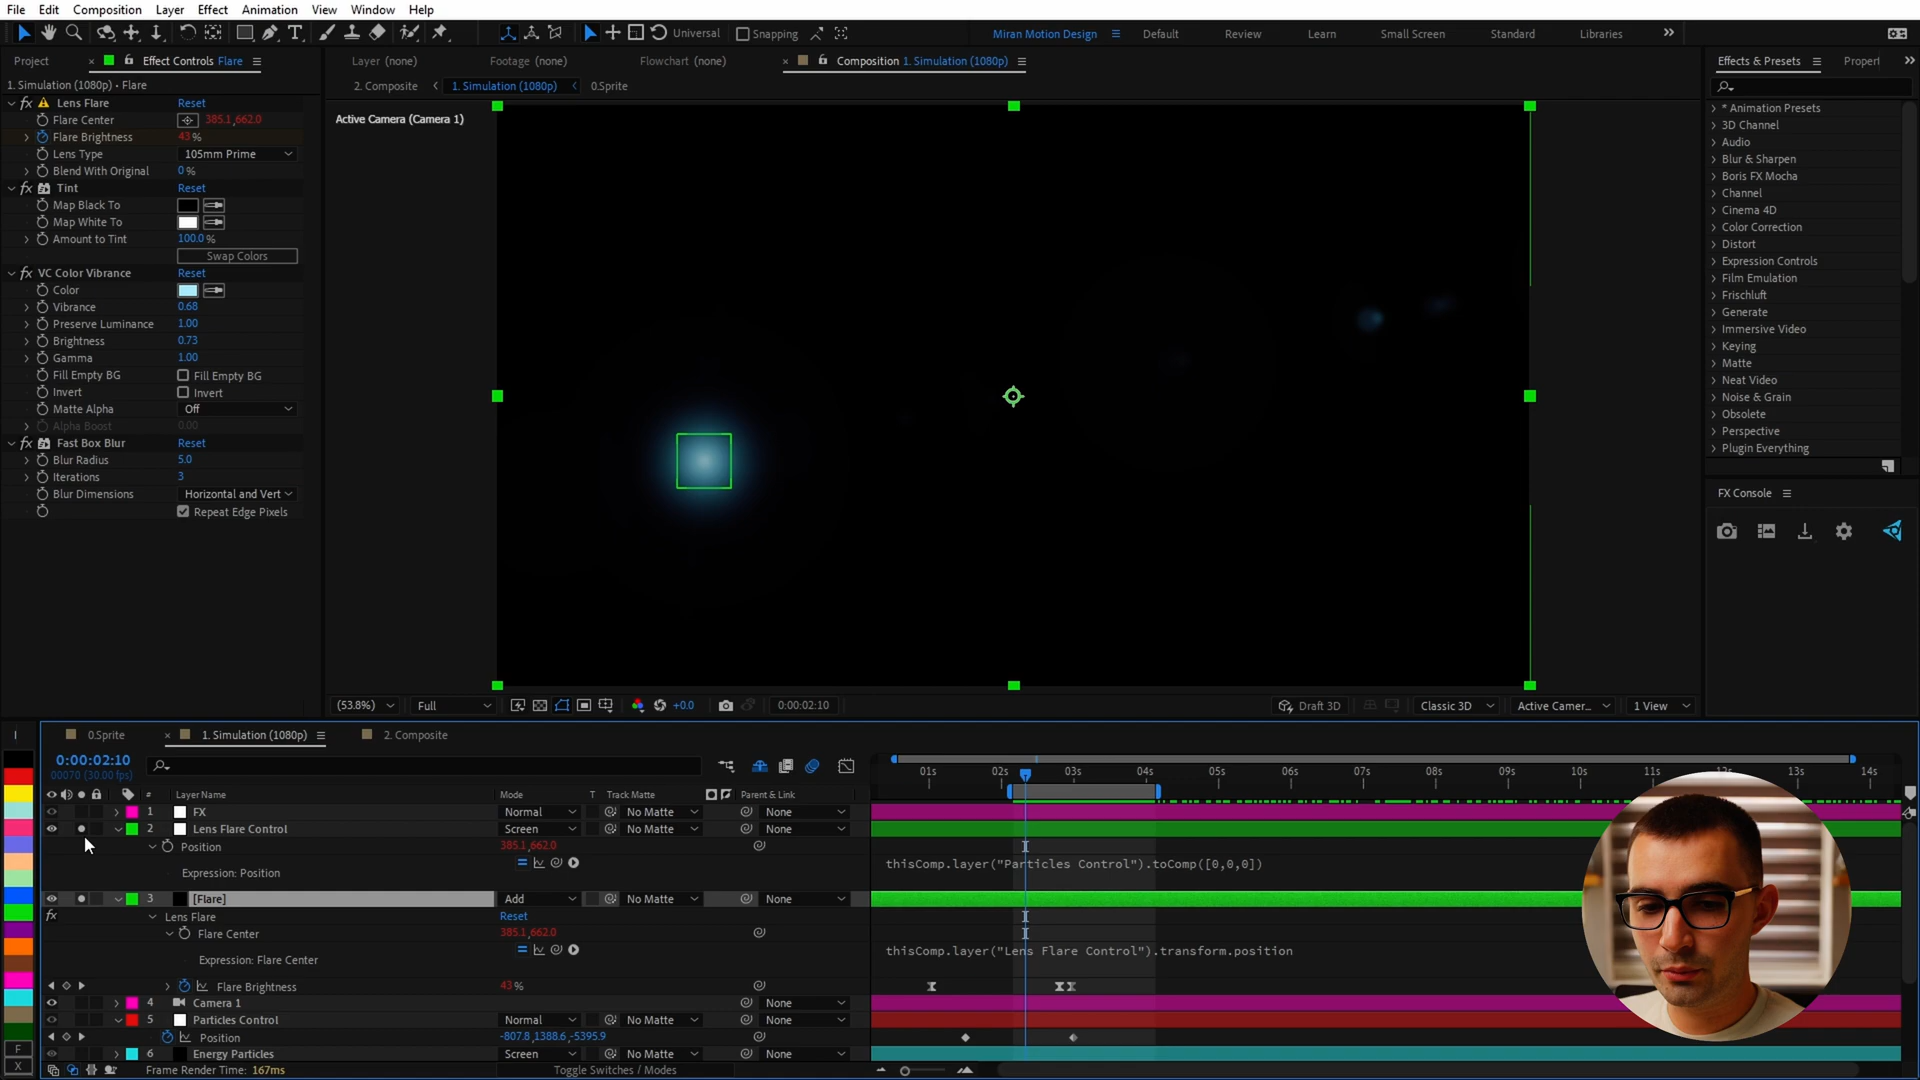 File Edit Composition Layer Effect Animation View Window Help
Universal Snapping Miran Motion Design Default Review Learn Small Screen Standard Libraries
Project Effect Controls Flare
1. Simulation (1080p) • Flare
Lens Flare Reset
Flare Center 385.1,662.0
Flare Brightness 43 %
Lens Type 105mm Prime
Blend With Original 0 %
Tint Reset
Map Black To
Map White To
Amount to Tint 100.0 %
Swap Colors
VC Color Vibrance Reset
Color
Vibrance 0.68
Preserve Luminance 1.00
Brightness 0.73
Gamma 1.00
Fill Empty BG Fill Empty BG
Invert Invert
Matte Alpha Off
Alpha Boost 0.00
Fast Box Blur Reset
Blur Radius 5.0
Iterations 3
Blur Dimensions Horizontal and Vert
Repeat Edge Pixels
Layer (none) Footage (none) Flowchart (none) Composition 1. Simulation (1080p)
2. Composite 1. Simulation (1080p) 0.Sprite
Active Camera (Camera 1)
(53.8%) Full +0.0 0:00:02:10 Draft 3D Classic 3D Active Camer... 1 View
Effects & Presets Propert
* Animation Presets
3D Channel
Audio
Blur & Sharpen
Boris FX Mocha
Channel
Cinema 4D
Color Correction
Distort
Expression Controls
Film Emulation
Frischluft
Generate
Immersive Video
Keying
Matte
Neat Video
Noise & Grain
Obsolete
Perspective
Plugin Everything
FX Console
0.Sprite 1. Simulation (1080p) 2. Composite
0:00:02:10
00070 (30.00 fps)
01s 02s 03s 04s 05s 06s 07s 08s 09s 10s 11s 12s 13s 14s
# Layer Name Mode T Track Matte Parent & Link
1 FX Normal No Matte None
2 Lens Flare Control Screen No Matte None
Position 385.1,662.0
Expression: Position thisComp.layer("Particles Control").toComp([0,0,0])
3 [Flare] Add No Matte None
fx Lens Flare Reset
Flare Center 385.1,662.0
Expression: Flare Center thisComp.layer("Lens Flare Control").transform.position
Flare Brightness 43 %
4 Camera 1 None
5 Particles Control Normal No Matte None
Position -807.8,1388.6,-5395.9
6 Energy Particles Screen No Matte None
Frame Render Time: 167ms Toggle Switches / Modes
F
X